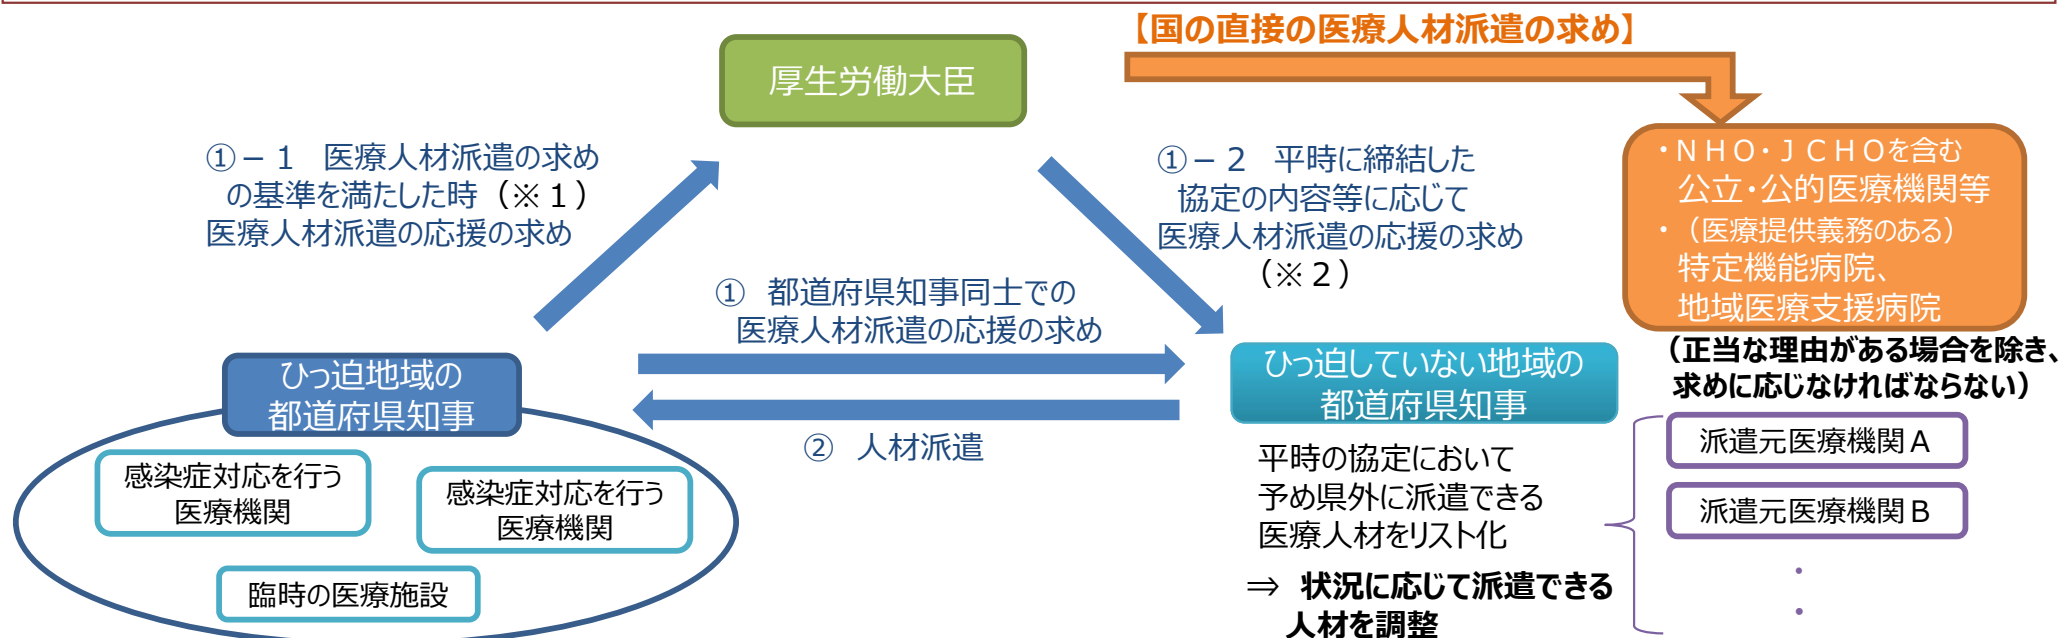 【国の直接の医療人材派遣の求め】
厚生労働大臣
①－１　医療人材派遣の求め
の基準を満たした時（※１）
医療人材派遣の応援の求め
①－２　平時に締結した
協定の内容等に応じて
医療人材派遣の応援の求め
（※２）
・ＮＨＯ・ＪＣＨＯを含む
公立・公的医療機関等
・（医療提供義務のある）
特定機能病院、
地域医療支援病院
（正当な理由がある場合を除き、
求めに応じなければならない）
①　都道府県知事同士での
医療人材派遣の応援の求め
ひっ迫地域の
都道府県知事
ひっ迫していない地域の
都道府県知事
②　人材派遣
感染症対応を行う
医療機関
感染症対応を行う
医療機関
臨時の医療施設
平時の協定において
予め県外に派遣できる
医療人材をリスト化
⇒　状況に応じて派遣できる
人材を調整
派遣元医療機関Ａ
派遣元医療機関Ｂ
・
・